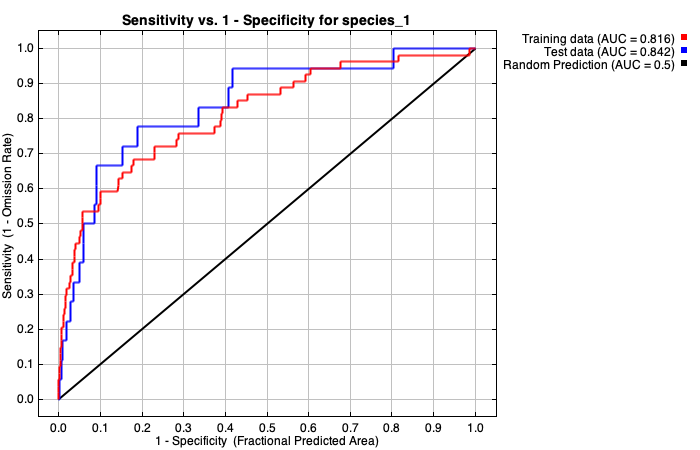 Sensitivity vs. 1 - Specificity for species_1
Training data (AUC = 0.816)
Test data (AUC = 0.842)
Random Prediction (AUC = 0.5)
Sensitivity (1 - Omission Rate)
1.0
0.9
0.8
0.7
0.6
0.5
0.4
0.3
0.2
0.1
0.0
0.0 0.1 0.2 0.3 0.4 0.5 0.6 0.7 0.8 0.9 1.0
1 - Specificity (Fractional Predicted Area)